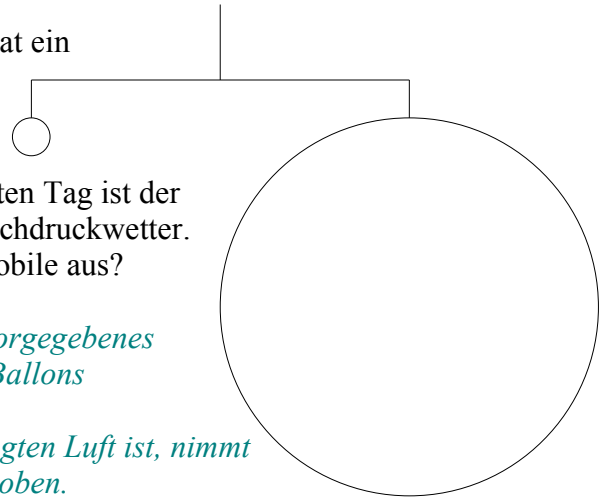 at ein
ten Tag ist der
chdruckwetter.
obile aus?
orgegebenes
Ballons
gten Luft ist, nimmt
oben.